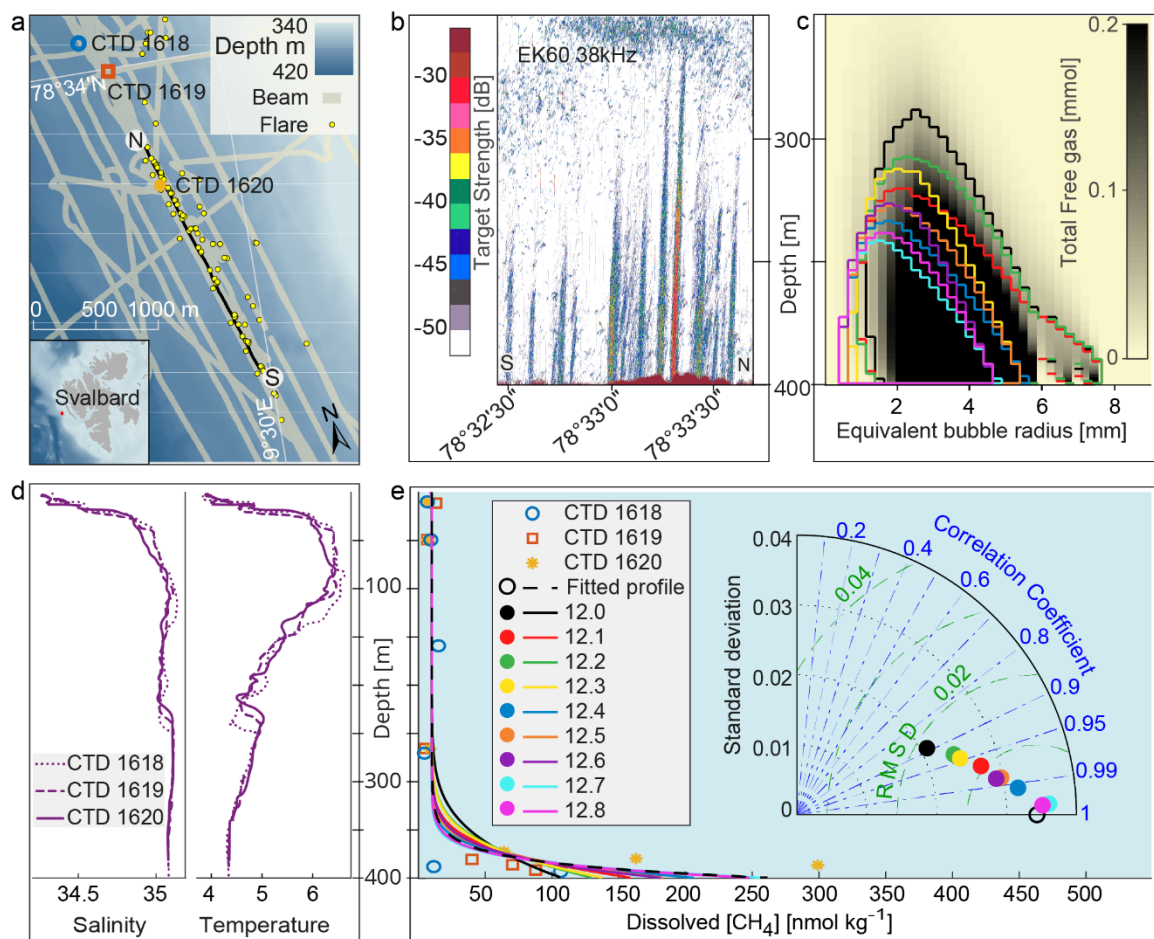 a
CTD 1618
CTD 1619
78°34'N
340
Depth m
420
Beam
Flare
N
CTD 1620
0 500 1000 m
S
9°30'E
N
Svalbard
b
EK60 38kHz
-30
-35
-40
-45
-50
Target Strength [dB]
S
N
78°32'30"
78°33'00"
78°33'30"
300
Depth [m]
400
c
0.2
0.1
0
Total Free gas [mmol]
2 4 6 8
Equivalent bubble radius [mm]
d
CTD 1618
CTD 1619
CTD 1620
34.5 35
Salinity
4 5 6
Temperature
100
Depth [m]
300
400
e
CTD 1618
CTD 1619
CTD 1620
Fitted profile
12.0
12.1
12.2
12.3
12.4
12.5
12.6
12.7
12.8
50 100 150 200 250 300 350 400 450 500
Dissolved [CH₄] [nmol kg⁻¹]
0.04
0.03
0.02
0.01
0
Standard deviation
0.04
0.02
RMSD
0.2
0.4
0.6
0.8
0.9
0.95
0.99
1
Correlation Coefficient